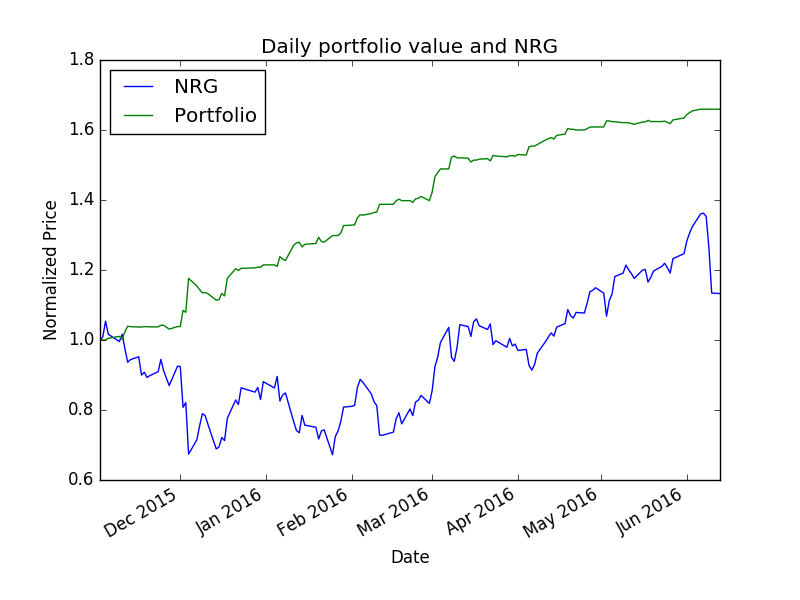 Daily portfolio value and NRG
NRG
Portfolio
1.8
1.6
1.4
1.2
1.0
0.8
0.6
Normalized Price
Dec 2015
Jan 2016
Feb 2016
Mar 2016
Apr 2016
May 2016
Jun 2016
Date